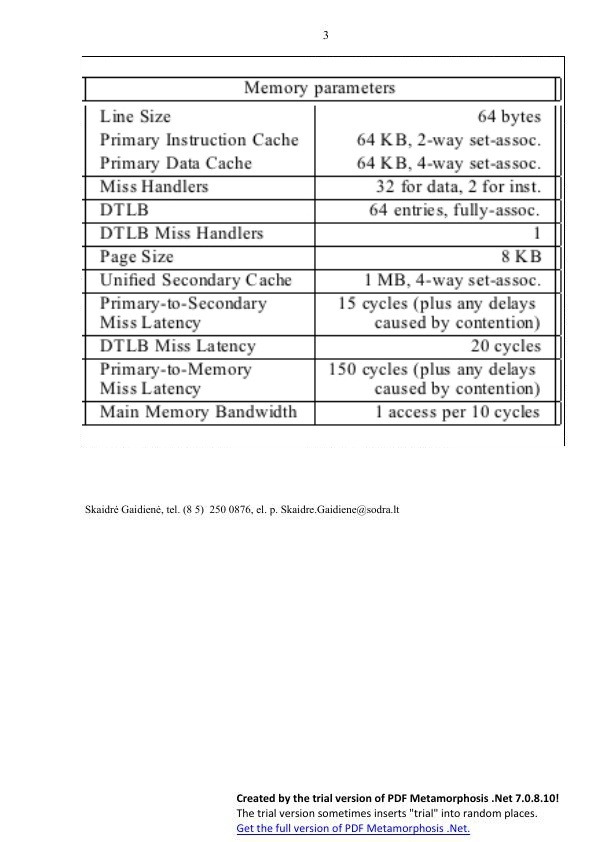 3
Memory parameters
Line Size 64 bytes
Primary Instruction Cache 64 KB, 2-way set-assoc.
Primary Data Cache 64 KB, 4-way set-assoc.
Miss Handlers 32 for data, 2 for inst.
DTLB 64 entries, fully-assoc.
DTLB Miss Handlers 1
Page Size 8 KB
Unified Secondary Cache 1 MB, 4-way set-assoc.
Primary-to-Secondary 15 cycles (plus any delays
Miss Latency caused by contention)
DTLB Miss Latency 20 cycles
Primary-to-Memory 150 cycles (plus any delays
Miss Latency caused by contention)
Main Memory Bandwidth 1 access per 10 cycles
Skaidrė Gaidienė, tel. (8 5) 250 0876, el. p. Skaidre.Gaidiene@sodra.lt
Created by the trial version of PDF Metamorphosis .Net 7.0.8.10!
The trial version sometimes inserts "trial" into random places.
Get the full version of PDF Metamorphosis .Net.